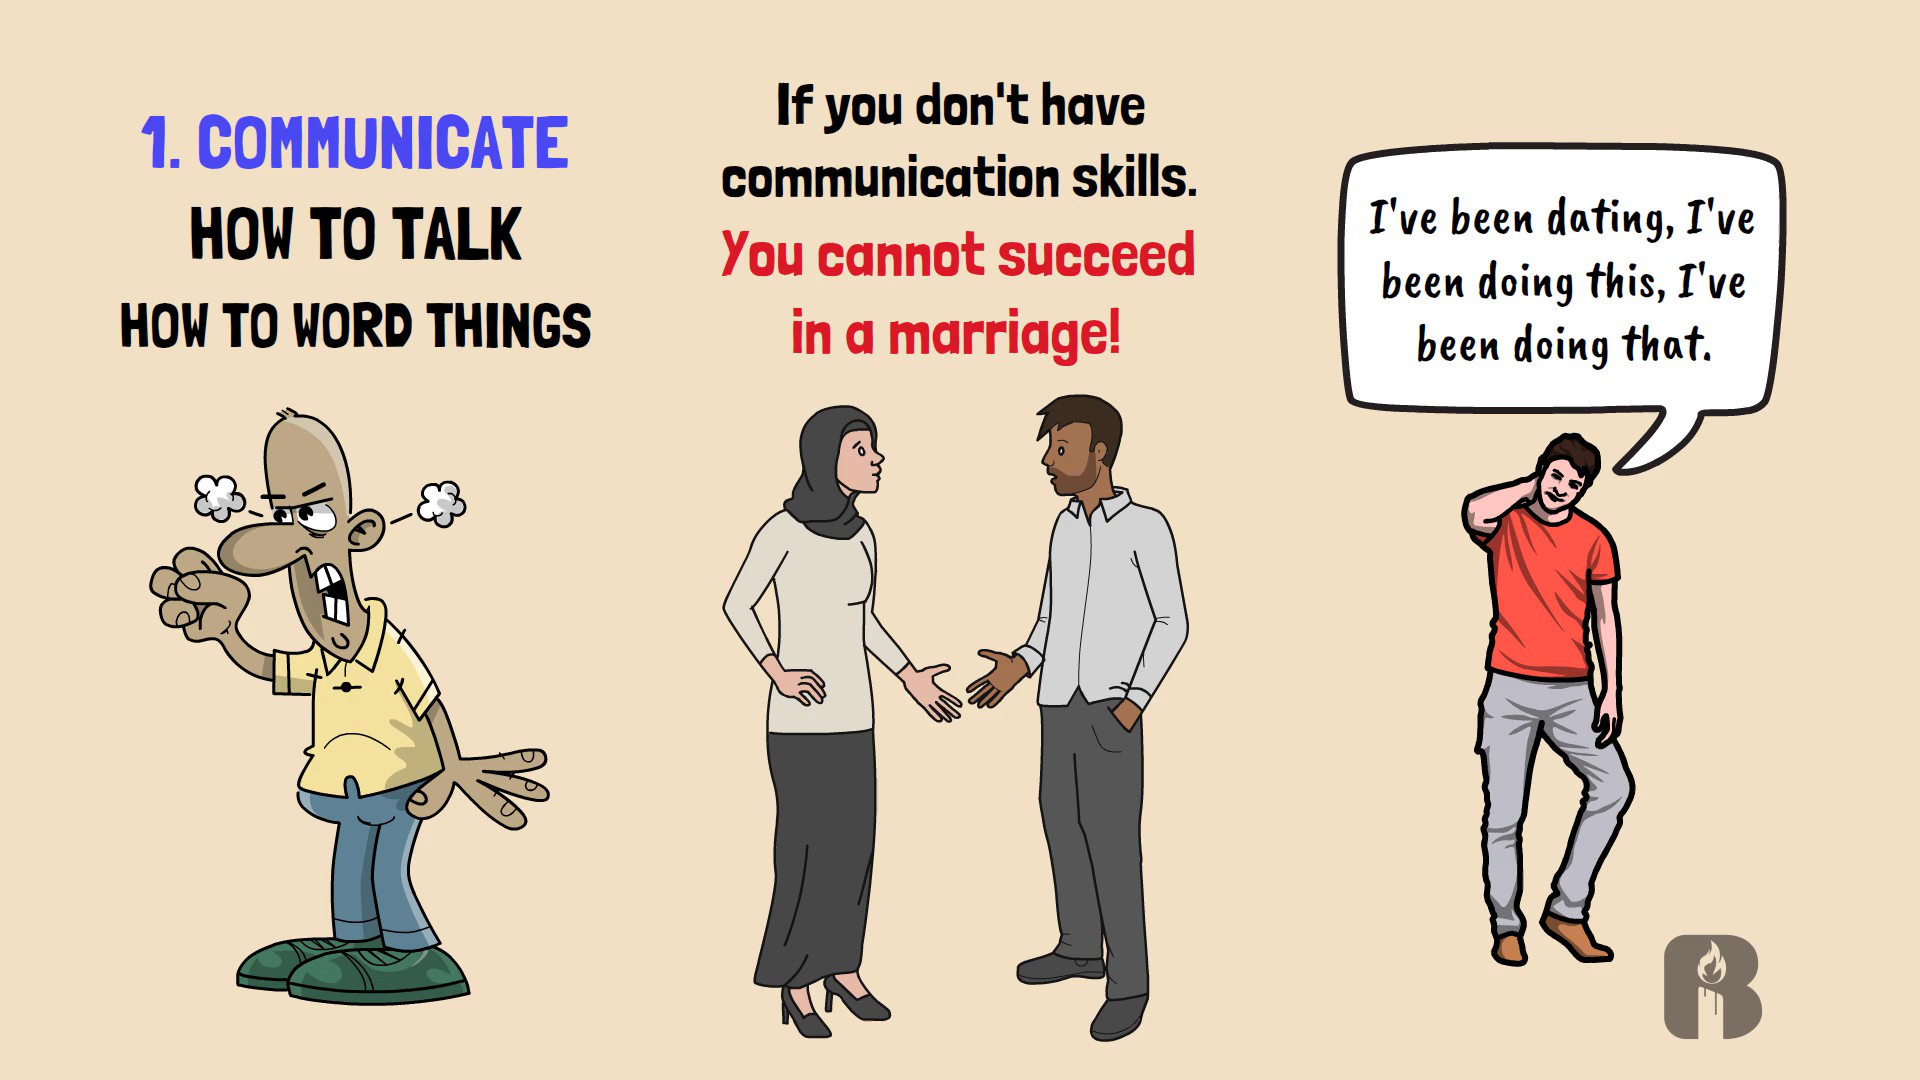 1. COMMUNICATE
HOW TO TALK
HOW TO WORD THINGS
If you don't have
communication skills.
You cannot succeed
in a marriage!
I've been dating, I've
been doing this, I've
been doing that.
B